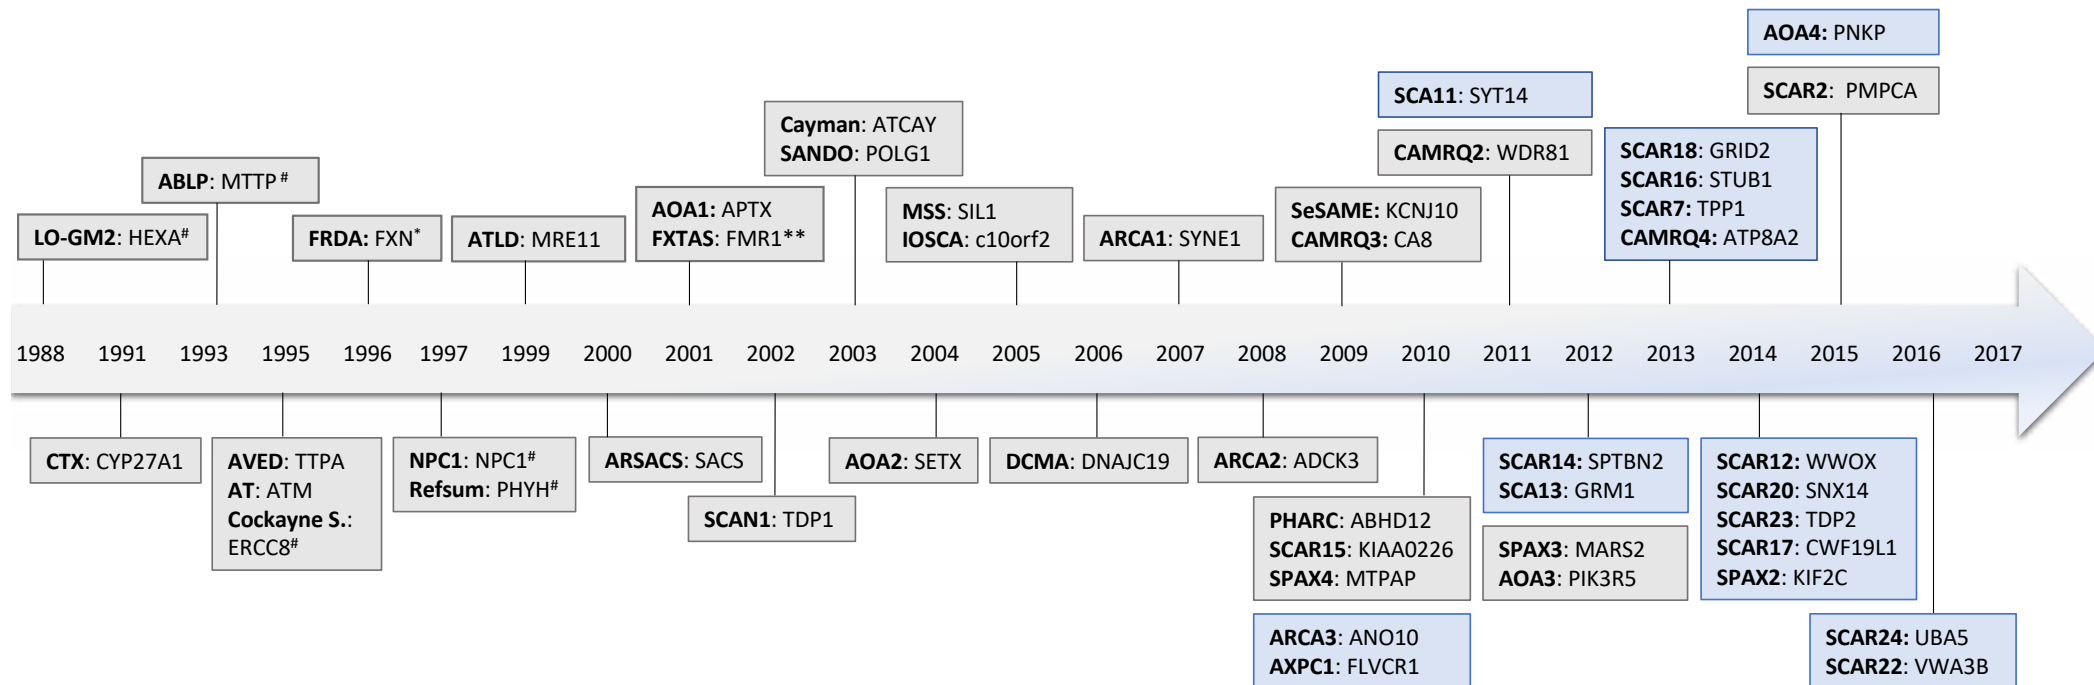 AOA4: PNKP
SCAR2: PMPCA
SCA11: SYT14
CAMRQ2: WDR81
Cayman: ATCAY
SANDO: POLG1
SCAR18: GRID2
SCAR16: STUB1
SCAR7: TPP1
CAMRQ4: ATP8A2
ABLP: MTTP #
LO-GM2: HEXA#
FRDA: FXN*
ATLD: MRE11
AOA1: APTX
FXTAS: FMR1**
MSS: SIL1
IOSCA: c10orf2
ARCA1: SYNE1
SeSAME: KCNJ10
CAMRQ3: CA8
1988 1991 1993 1995 1996 1997 1999 2000 2001 2002 2003 2004 2005 2006 2007 2008 2009 2010 2011 2012 2013 2014 2015 2016 2017
CTX: CYP27A1
AVED: TTPA
AT: ATM
Cockayne S.:
ERCC8#
NPC1: NPC1#
Refsum: PHYH#
ARSACS: SACS
SCAN1: TDP1
AOA2: SETX
DCMA: DNAJC19
ARCA2: ADCK3
PHARC: ABHD12
SCAR15: KIAA0226
SPAX4: MTPAP
ARCA3: ANO10
AXPC1: FLVCR1
SCAR14: SPTBN2
SCA13: GRM1
SPAX3: MARS2
AOA3: PIK3R5
SCAR12: WWOX
SCAR20: SNX14
SCAR23: TDP2
SCAR17: CWF19L1
SPAX2: KIF2C
SCAR24: UBA5
SCAR22: VWA3B